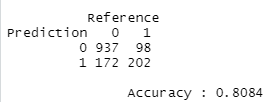 Reference
Prediction 0 1
0 937 98
1 172 202
Accuracy : 0.8084